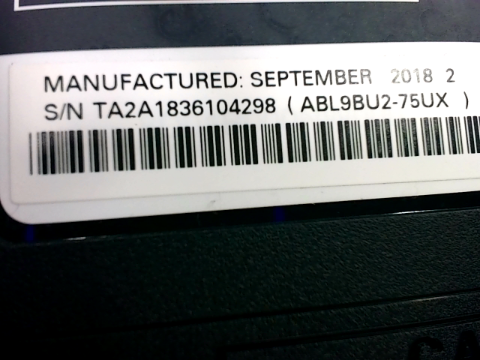 MANUFACTURED: SEPTEMBER 2018 2
S/N TA2A1836104298 ( ABL9BU2-75UX )